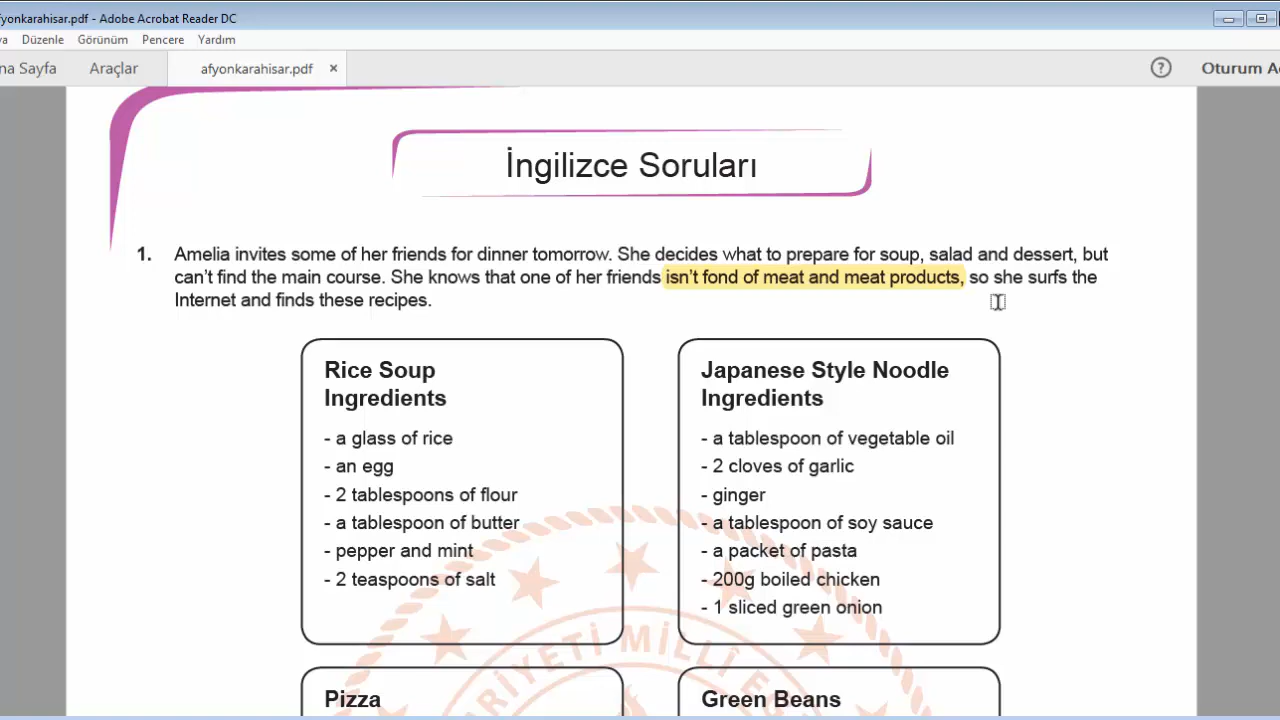 fyonkarahisar.pdf - Adobe Acrobat Reader DC
ya Düzenle Görünüm Pencere Yardım
na Sayfa Araçlar afyonkarahisar.pdf × ? Oturum A
İngilizce Soruları
1. Amelia invites some of her friends for dinner tomorrow. She decides what to prepare for soup, salad and dessert, but
can't find the main course. She knows that one of her friends isn't fond of meat and meat products, so she surfs the
Internet and finds these recipes.
Rice Soup
Ingredients
- a glass of rice
- an egg
- 2 tablespoons of flour
- a tablespoon of butter
- pepper and mint
- 2 teaspoons of salt
Japanese Style Noodle
Ingredients
- a tablespoon of vegetable oil
- 2 cloves of garlic
- ginger
- a tablespoon of soy sauce
- a packet of pasta
- 200g boiled chicken
- 1 sliced green onion
Pizza
Green Beans
RİYETİ MİLLÎ E